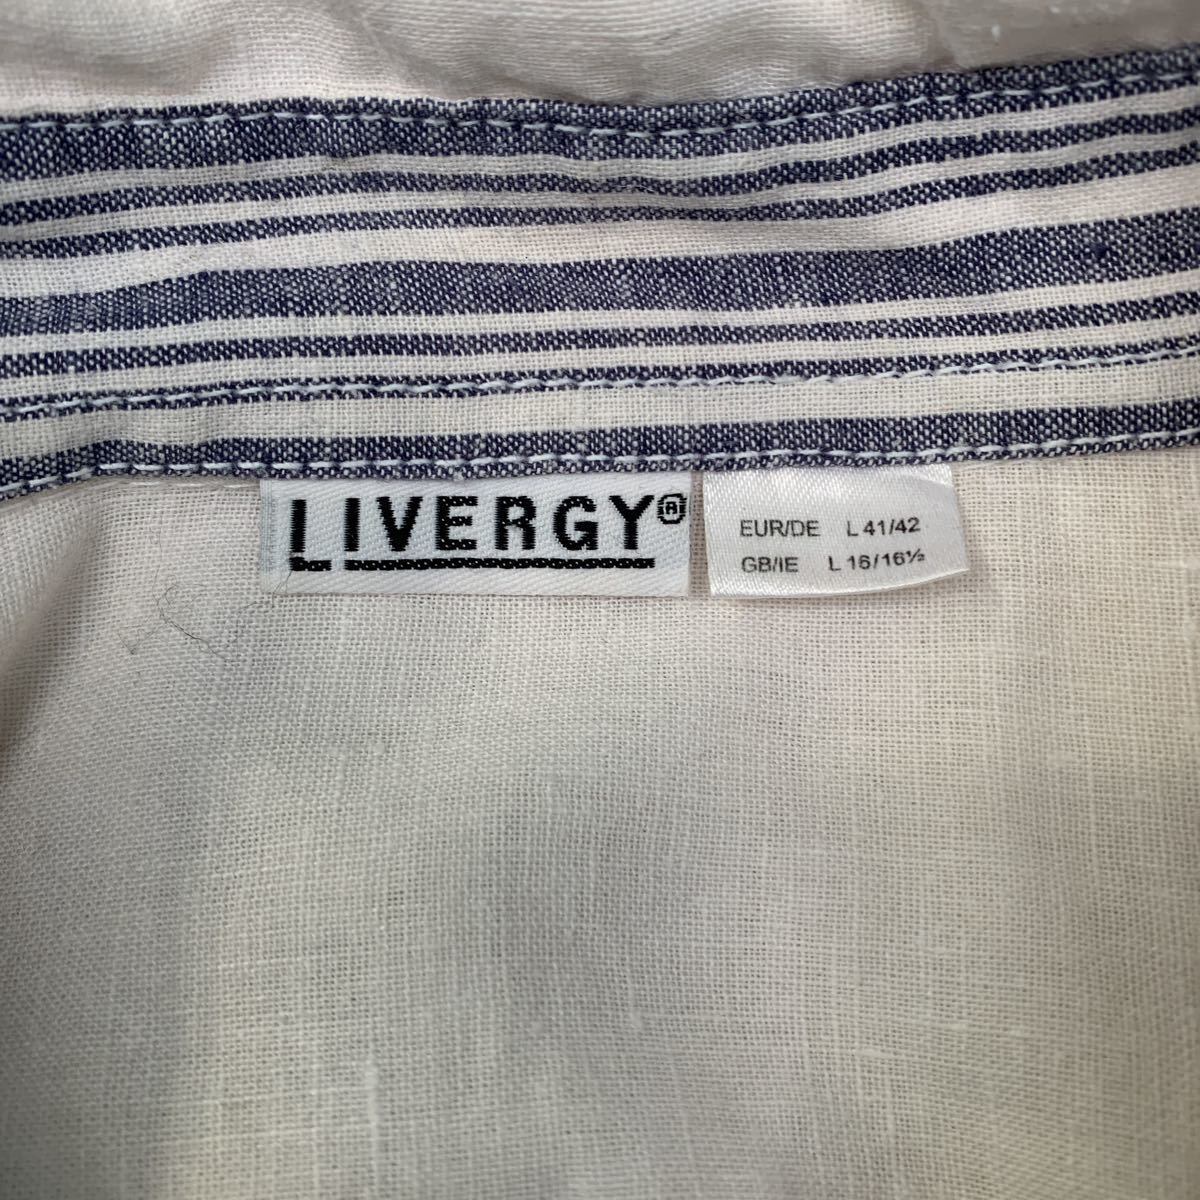 LIVERGY®
EUR/DE L 41/42
GB/IE L 16/16½